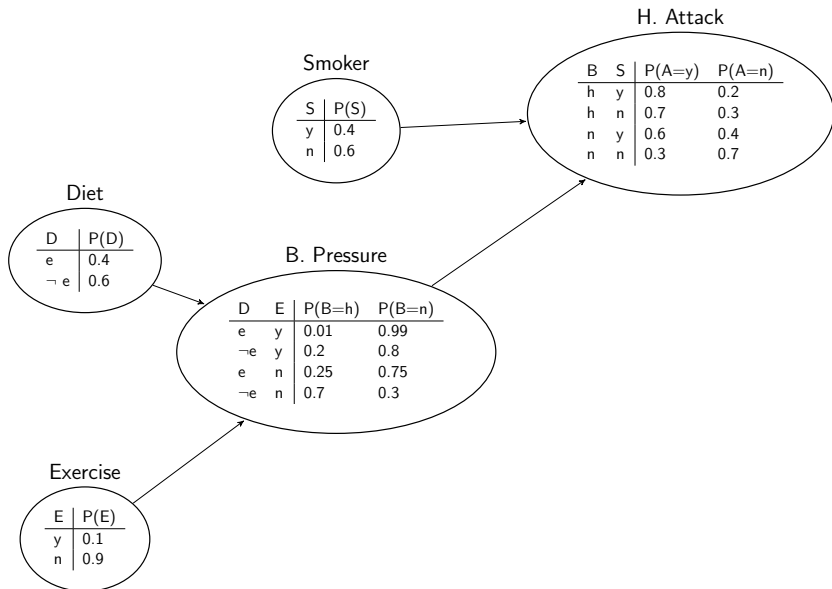 H. Attack
B S P(A=y) P(A=n)
h y 0.8 0.2
h n 0.7 0.3
n y 0.6 0.4
n n 0.3 0.7
Smoker
S P(S)
y 0.4
n 0.6
Diet
D P(D)
e 0.4
¬ e 0.6
B. Pressure
D E P(B=h) P(B=n)
e y 0.01 0.99
¬e y 0.2 0.8
e n 0.25 0.75
¬e n 0.7 0.3
Exercise
E P(E)
y 0.1
n 0.9